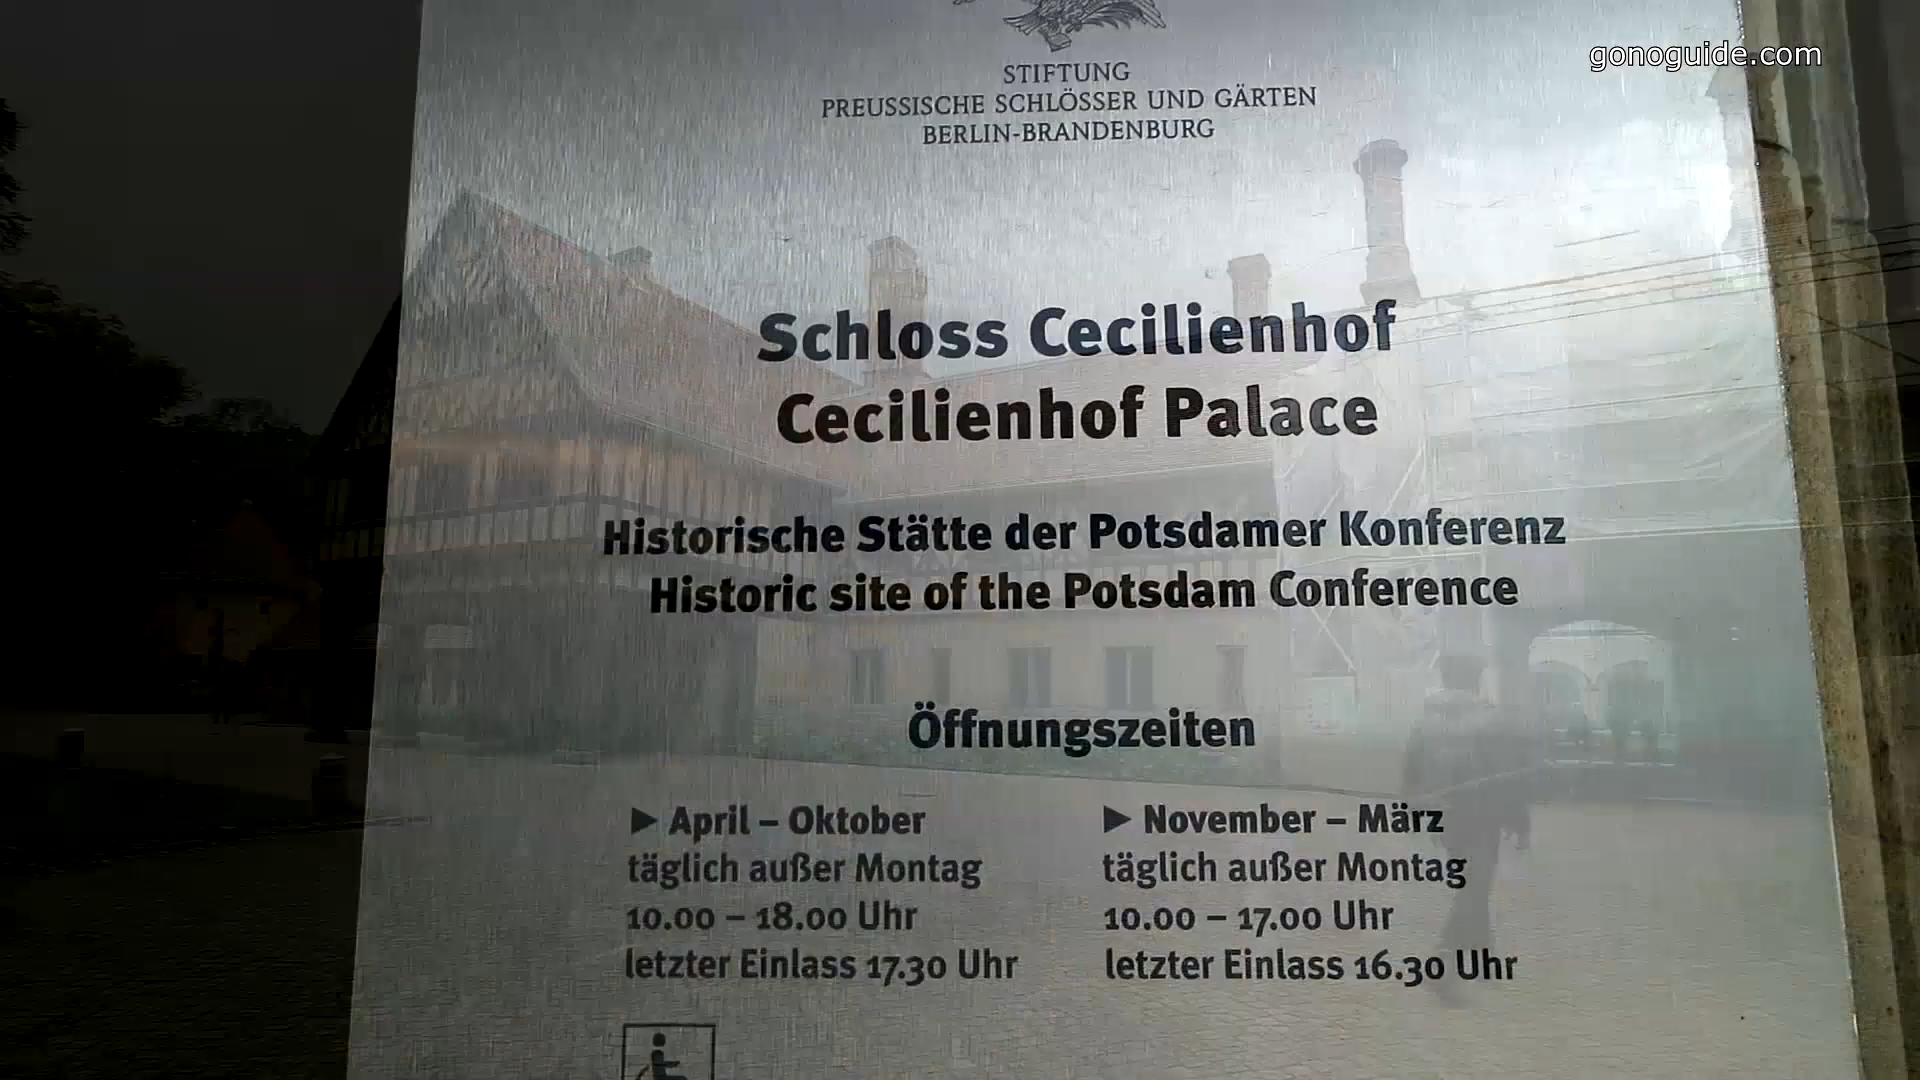 gonoguide.com
STIFTUNG
PREUSSISCHE SCHLÖSSER UND GÄRTEN
BERLIN-BRANDENBURG
Schloss Cecilienhof
Cecilienhof Palace
Historische Stätte der Potsdamer Konferenz
Historic site of the Potsdam Conference
Öffnungszeiten
► April – Oktober
täglich außer Montag
10.00 – 18.00 Uhr
letzter Einlass 17.30 Uhr
► November – März
täglich außer Montag
10.00 – 17.00 Uhr
letzter Einlass 16.30 Uhr